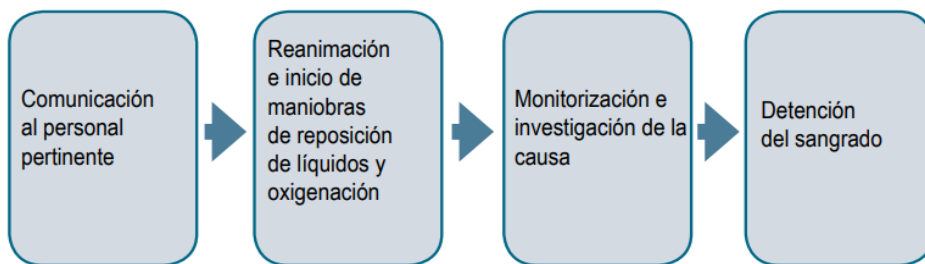 Comunicación
al personal
pertinente
Reanimación
e inicio de
maniobras
de reposición
de líquidos y
oxigenación
Monitorización e
investigación de la
causa
Detención
del sangrado